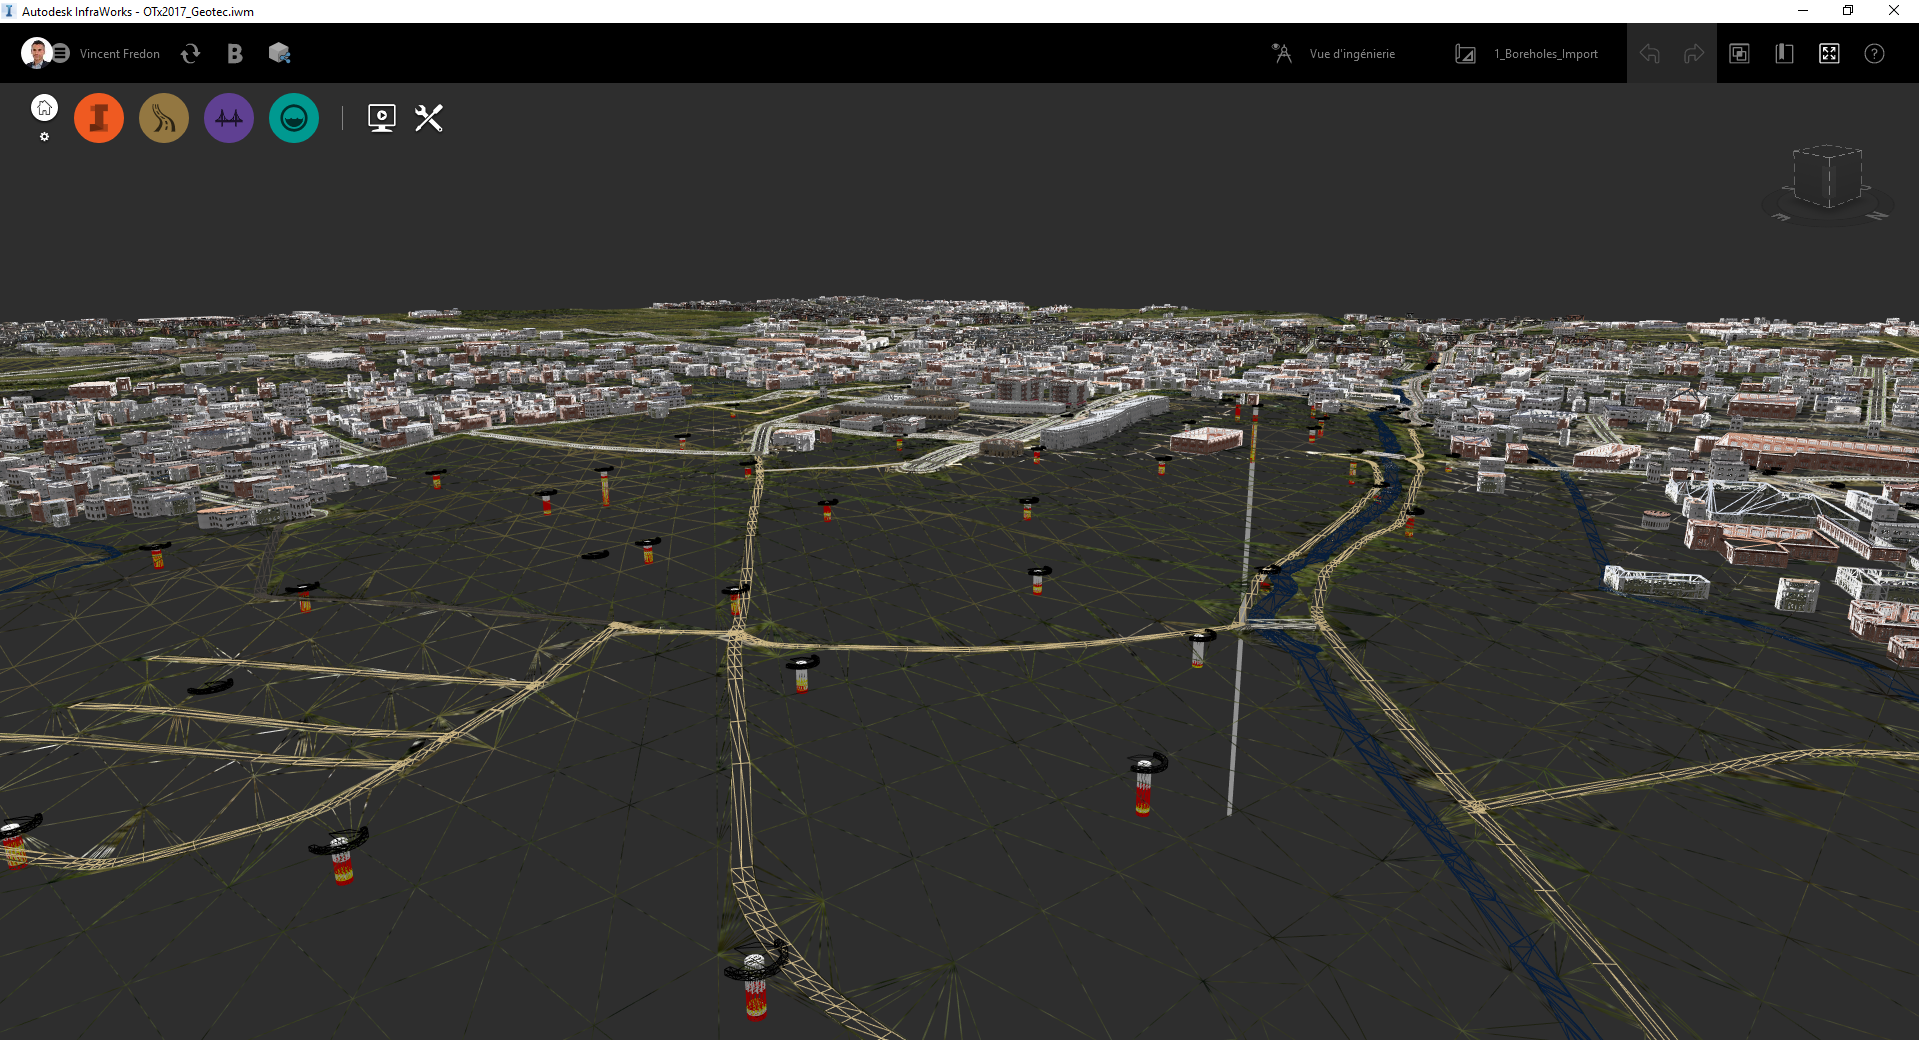 Autodesk InfraWorks - OTx2017_Geotec.iwm
Vincent Fredon
B
Vue d'ingénierie
1_Boreholes_Import
?
E
N